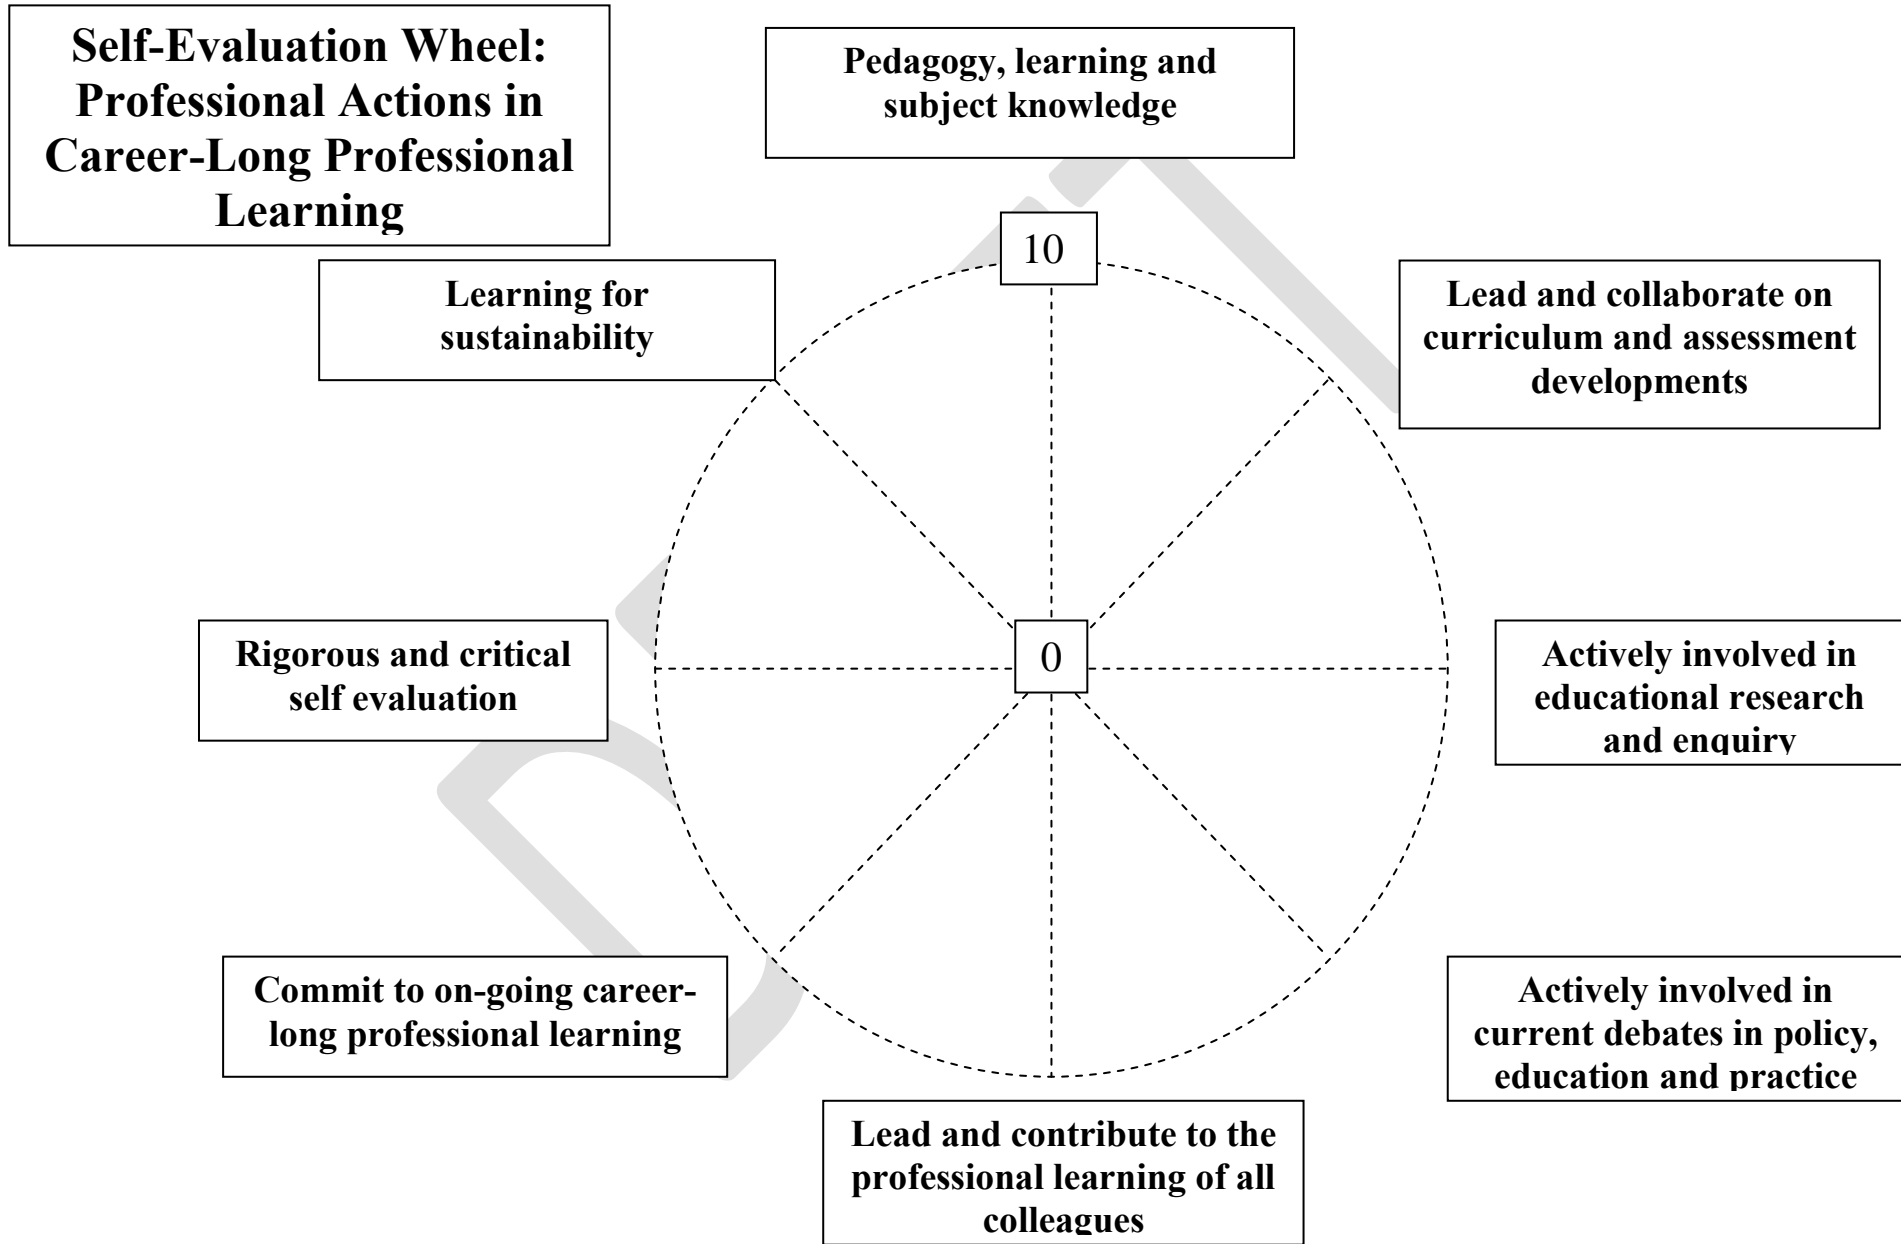 Self-Evaluation Wheel:
Professional Actions in
Career-Long Professional
Learning
Pedagogy, learning and
subject knowledge
10
Learning for
sustainability
Lead and collaborate on
curriculum and assessment
developments
Rigorous and critical
self evaluation
0
Actively involved in
educational research
and enquiry
Commit to on-going career-
long professional learning
Actively involved in
current debates in policy,
education and practice
Lead and contribute to the
professional learning of all
colleagues
DRAFT